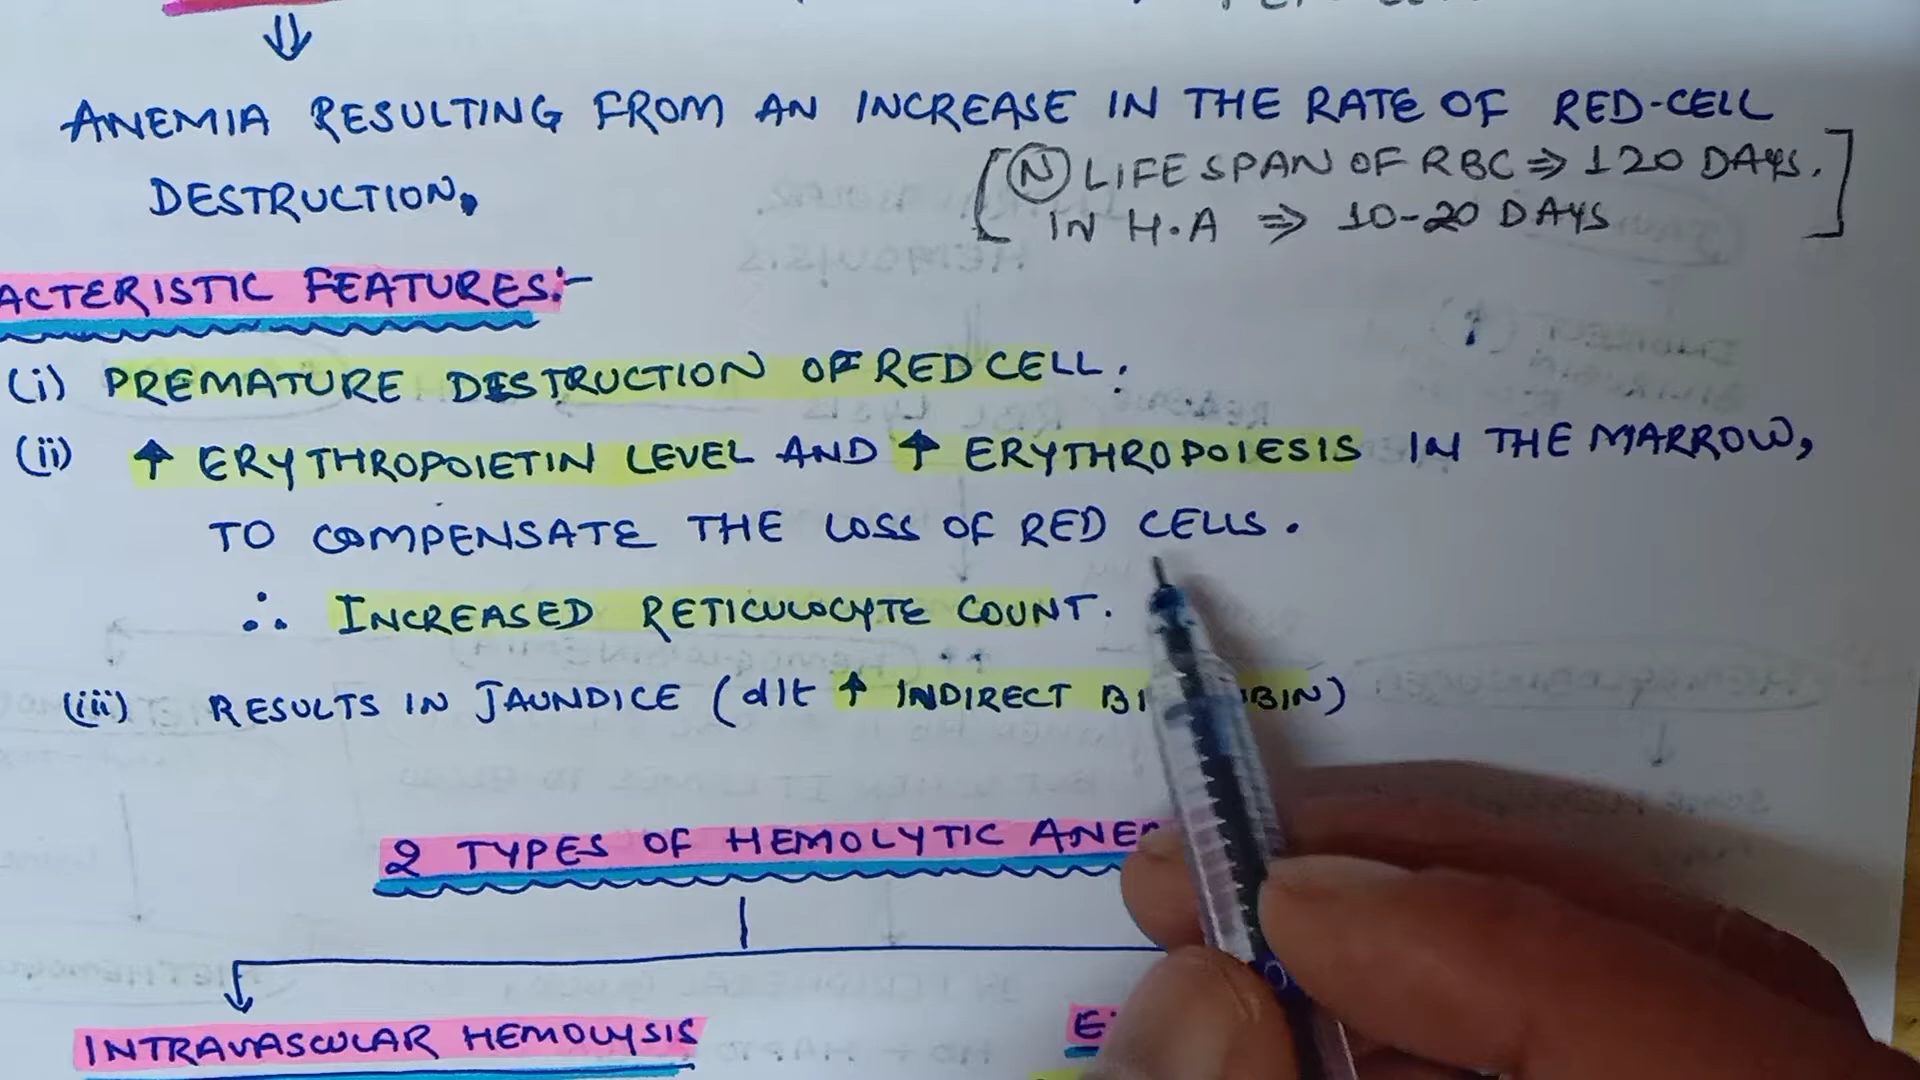 ANEMIA RESULTING FROM AN INCREASE IN THE RATE OF RED-CELL
DESTRUCTION.
[Ⓝ LIFE SPAN OF RBC ⇒ 120 DAYS.
IN H.A ⇒ 10-20 DAYS]
ACTERISTIC FEATURES:-
(i) PREMATURE DESTRUCTION OF RED CELL.
(ii) ↑ ERYTHROPOIETIN LEVEL AND ↑ ERYTHROPOIESIS IN THE MARROW,
TO COMPENSATE THE LOSS OF RED CELLS.
∴ INCREASED RETICULOCYTE COUNT.
(iii) RESULTS IN JAUNDICE (d/t ↑ INDIRECT BI BIN)
2 TYPES OF HEMOLYTIC ANE
INTRAVASCULAR HEMOLYSIS
E